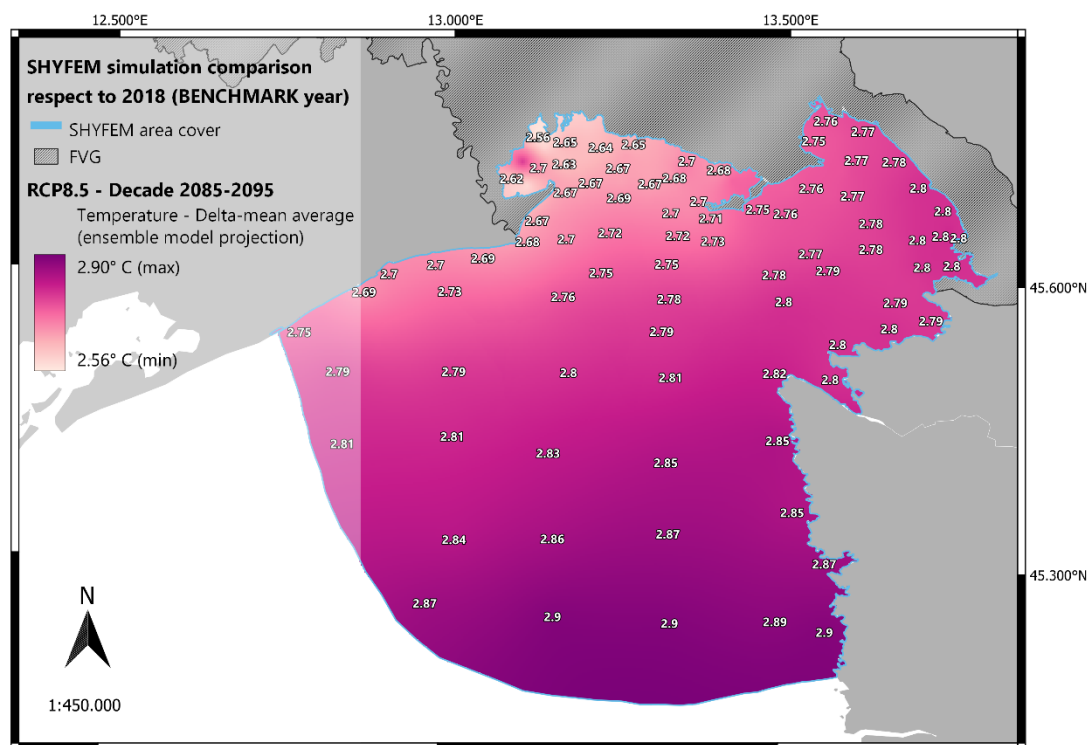 12.500°E 13.000°E 13.500°E
SHYFEM simulation comparison
respect to 2018 (BENCHMARK year)
SHYFEM area cover
FVG
RCP8.5 - Decade 2085-2095
Temperature - Delta-mean average
(ensemble model projection)
2.90° C (max)
2.56° C (min)
2.76
2.56 2.65 2.64 2.65 2.75 2.77
2.7 2.63 2.67 2.7 2.68 2.77 2.78
2.62 2.67 2.67 2.67 2.68 2.76 2.8
2.69 2.7 2.77
2.67 2.7 2.71 2.75 2.76 2.78 2.8
2.68 2.7 2.72 2.72 2.73 2.8 2.8 2.8
2.69 2.77 2.78
2.7 2.7 2.75 2.75 2.78 2.79 2.8 2.8
2.69 2.73 2.76 2.78 2.8 2.79
45.600°N
2.75 2.79 2.8 2.79
2.8
2.79 2.79 2.8 2.81 2.82 2.8
2.81 2.81 2.83 2.85 2.85
2.85
2.84 2.86 2.87
2.87
45.300°N
2.87 2.9 2.9 2.89 2.9
N
1:450.000